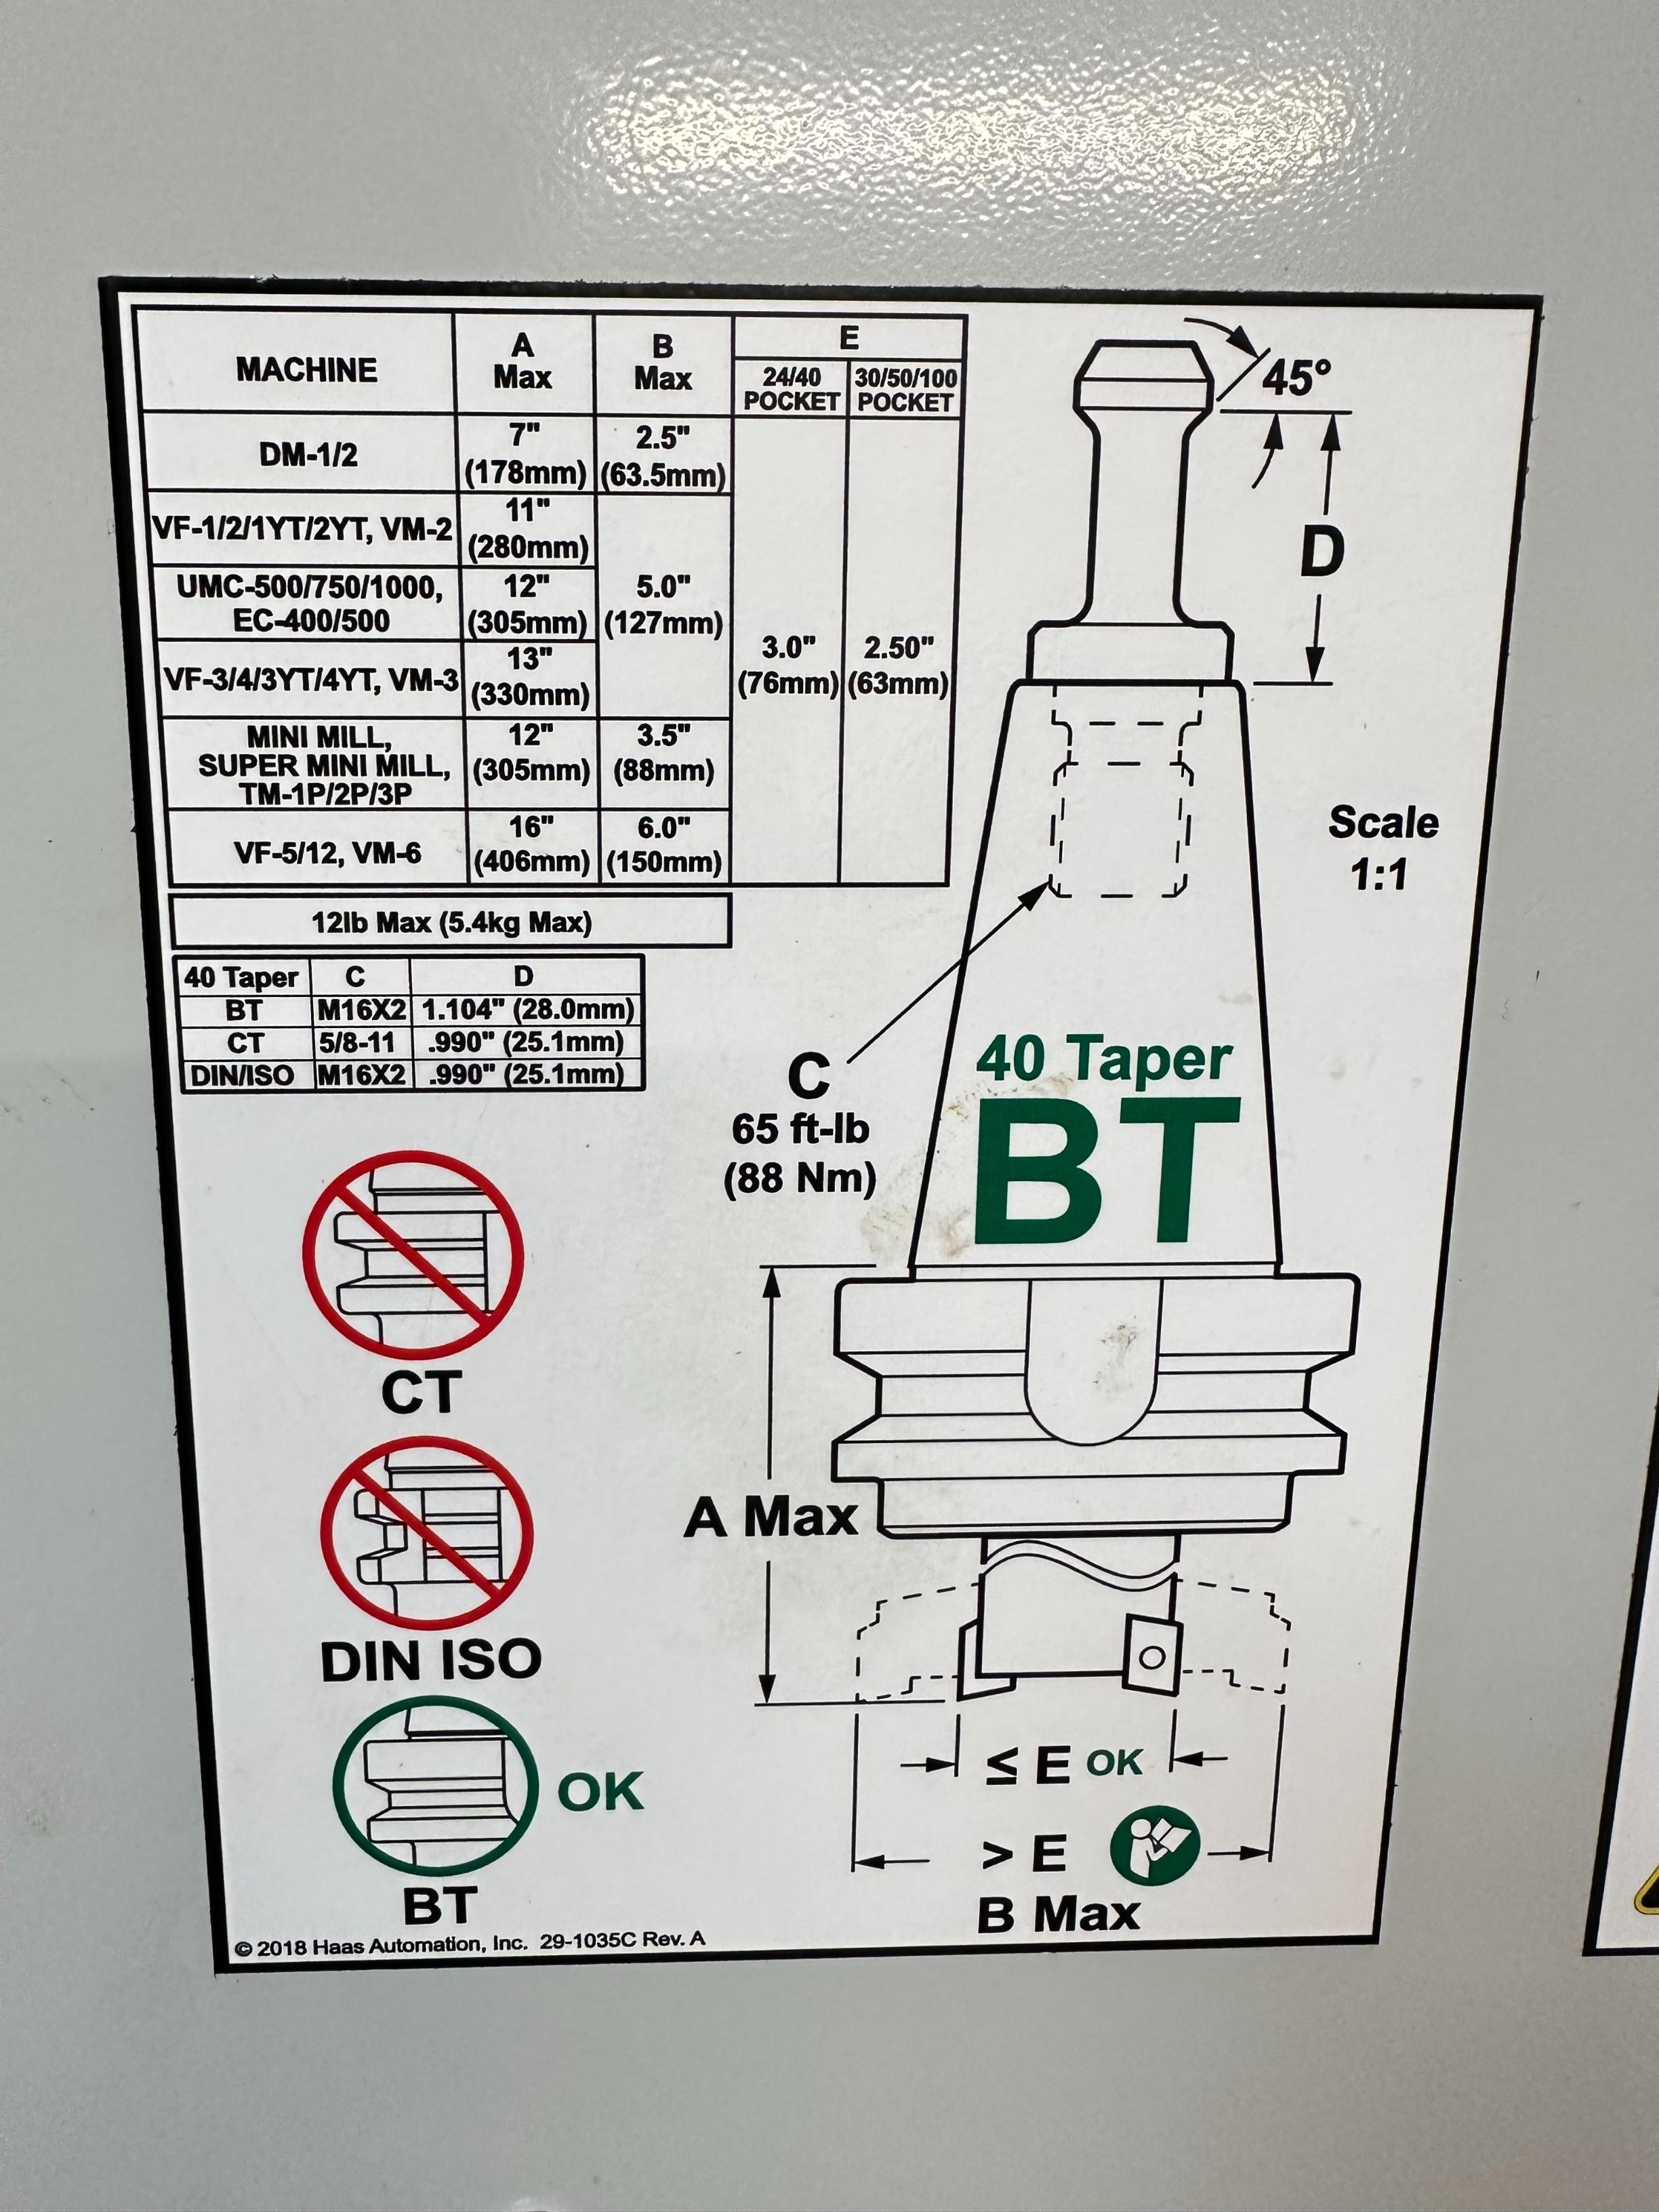 MACHINE
A
Max
B
Max
E
24/40
POCKET
30/50/100
POCKET
DM-1/2
7"
(178mm)
2.5"
(63.5mm)
VF-1/2/1YT/2YT, VM-2
11"
(280mm)
UMC-500/750/1000,
EC-400/500
12"
(305mm)
5.0"
(127mm)
VF-3/4/3YT/4YT, VM-3
13"
(330mm)
3.0"
(76mm)
2.50"
(63mm)
MINI MILL,
SUPER MINI MILL,
TM-1P/2P/3P
12"
(305mm)
3.5"
(88mm)
VF-5/12, VM-6
16"
(406mm)
6.0"
(150mm)
12lb Max (5.4kg Max)
40 Taper C D
BT M16X2 1.104" (28.0mm)
CT 5/8-11 .990" (25.1mm)
DIN/ISO M16X2 .990" (25.1mm)
45°
D
Scale
1:1
C
65 ft-lb
(88 Nm)
40 Taper
BT
A Max
≤ E OK
> E
B Max
CT
DIN ISO
OK
BT
© 2018 Haas Automation, Inc. 29-1035C Rev. A